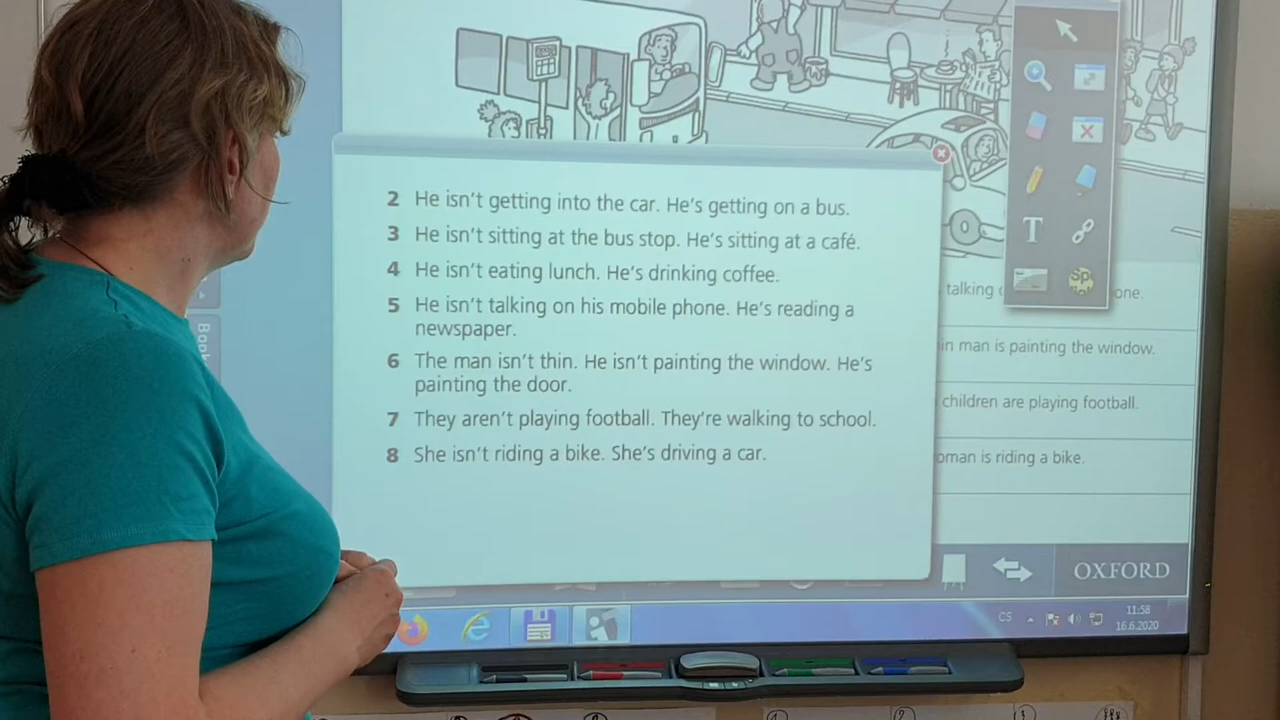 2 He isn't getting into the car. He's getting on a bus.
3 He isn't sitting at the bus stop. He's sitting at a café.
4 He isn't eating lunch. He's drinking coffee.
5 He isn't talking on his mobile phone. He's reading a
newspaper.
6 The man isn't thin. He isn't painting the window. He's
painting the door.
7 They aren't playing football. They're walking to school.
8 She isn't riding a bike. She's driving a car.
T
talking
one.
man is painting the window.
children are playing football.
is riding a bike.
OXFORD
CS
11:58
16.6.2020